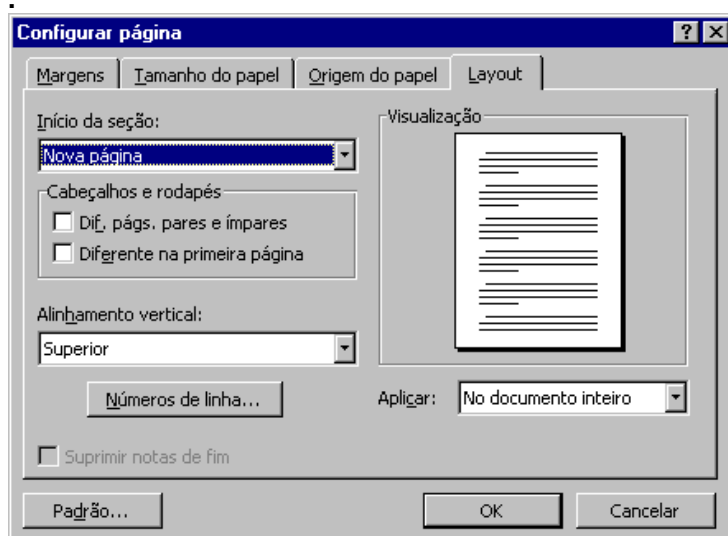 .
Configurar página
Margens Tamanho do papel Origem do papel Layout
Início da seção:
Nova página
Cabeçalhos e rodapés
Dif. págs. pares e ímpares
Diferente na primeira página
Alinhamento vertical:
Superior
Números de linha...
Suprimir notas de fim
Visualização
Aplicar: No documento inteiro
Padrão... OK Cancelar